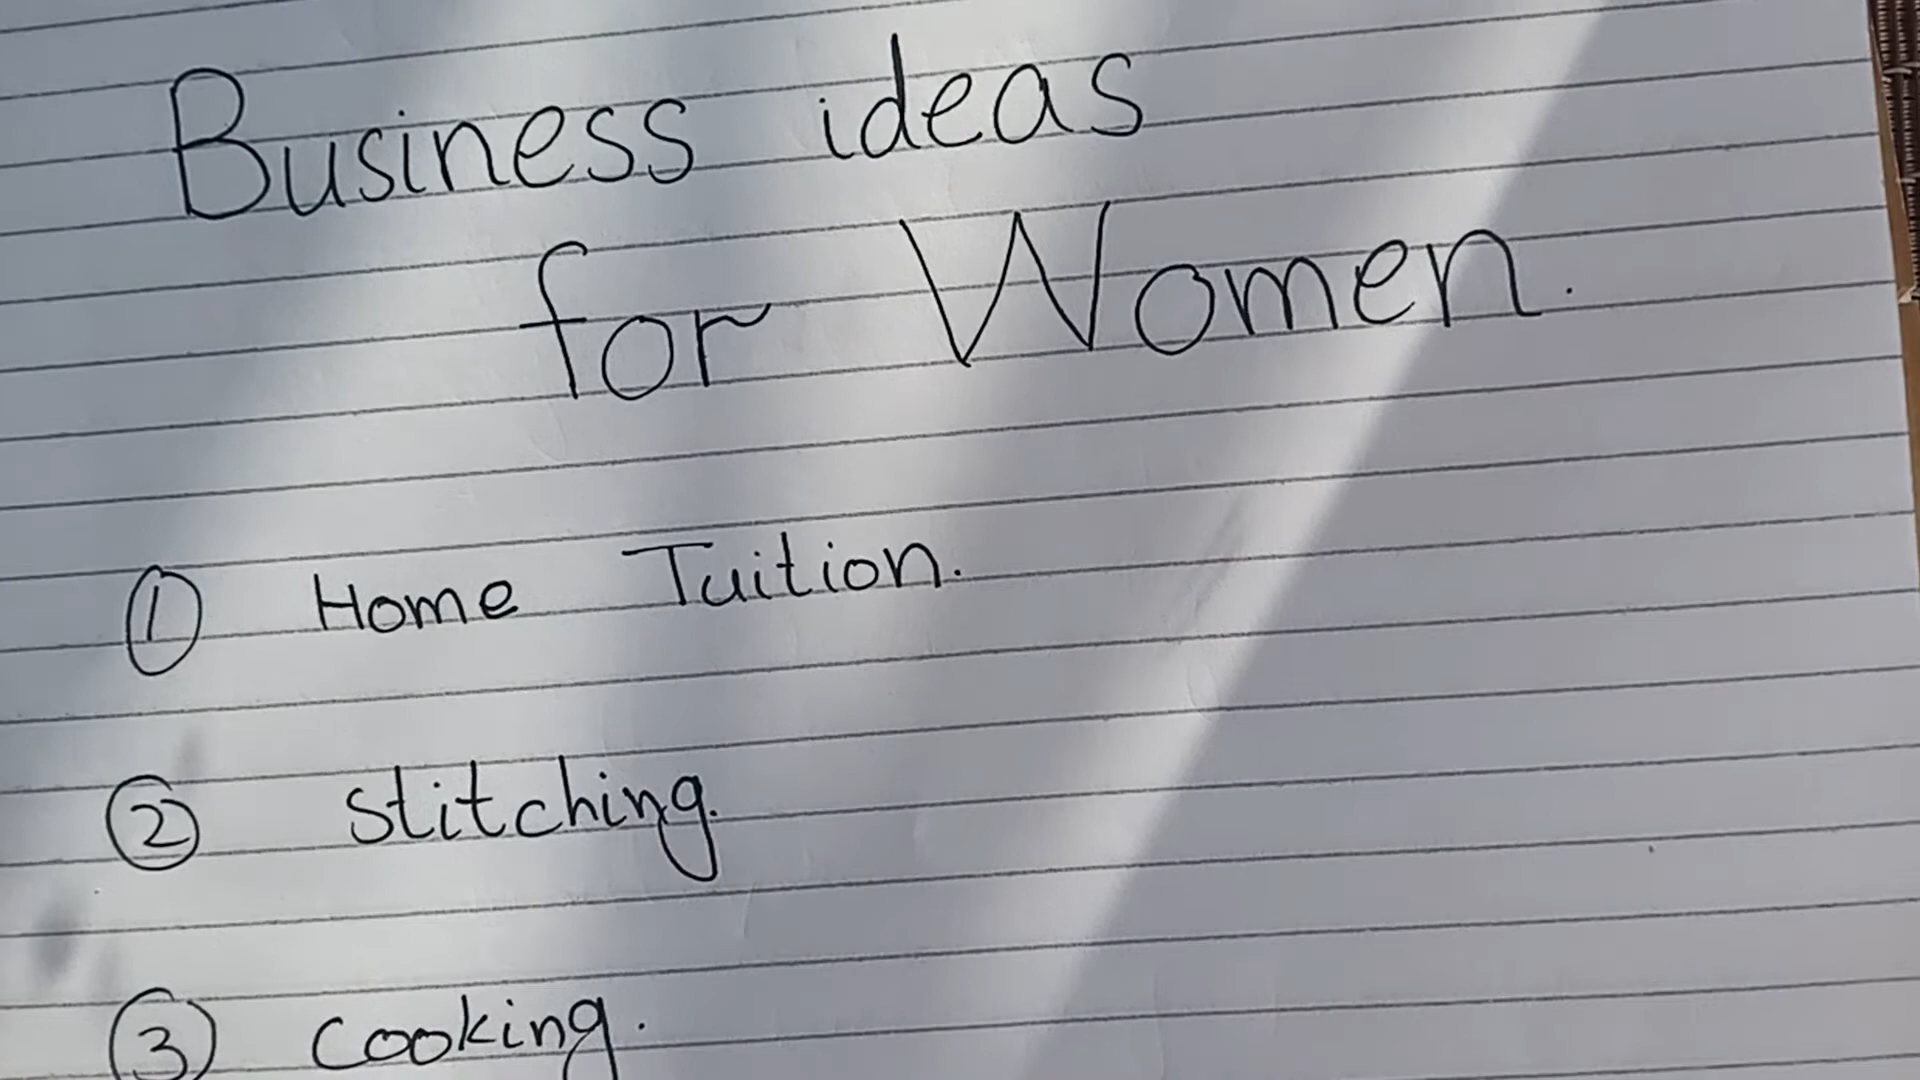 Business ideas
for Women.
① Home Tuition.
② Stitching.
③ Cooking.